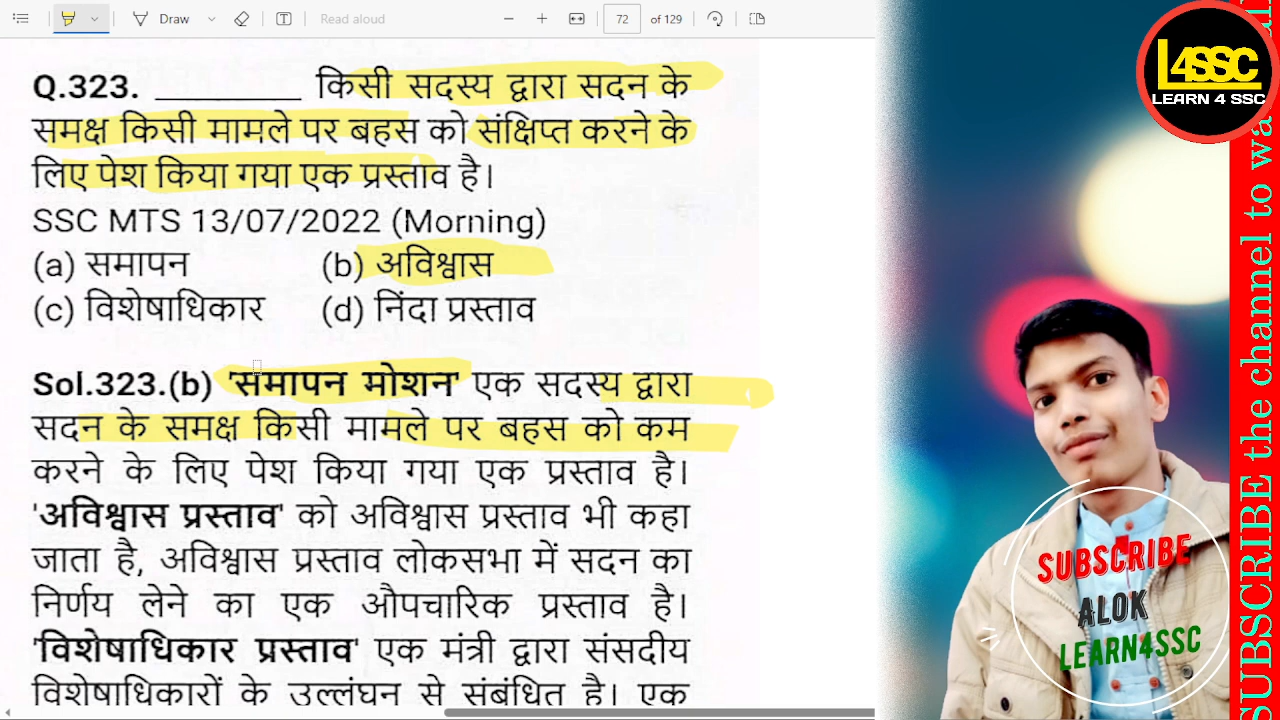 Draw
Read aloud
72
of 129
Q.323. __________ किसी सदस्य द्वारा सदन के
समक्ष किसी मामले पर बहस को संक्षिप्त करने के
लिए पेश किया गया एक प्रस्ताव है।
SSC MTS 13/07/2022 (Morning)
(a) समापन (b) अविश्वास
(c) विशेषाधिकार (d) निंदा प्रस्ताव
Sol.323.(b) 'समापन मोशन' एक सदस्य द्वारा
सदन के समक्ष किसी मामले पर बहस को कम
करने के लिए पेश किया गया एक प्रस्ताव है।
'अविश्वास प्रस्ताव' को अविश्वास प्रस्ताव भी कहा
जाता है, अविश्वास प्रस्ताव लोकसभा में सदन का
निर्णय लेने का एक औपचारिक प्रस्ताव है।
'विशेषाधिकार प्रस्ताव' एक मंत्री द्वारा संसदीय
विशेषाधिकारों के उल्लंघन से संबंधित है। एक
L4SSC
LEARN 4 SSC
SUBSCRIBE
ALOK
LEARN4SSC
SUBSCRIBE the channel to